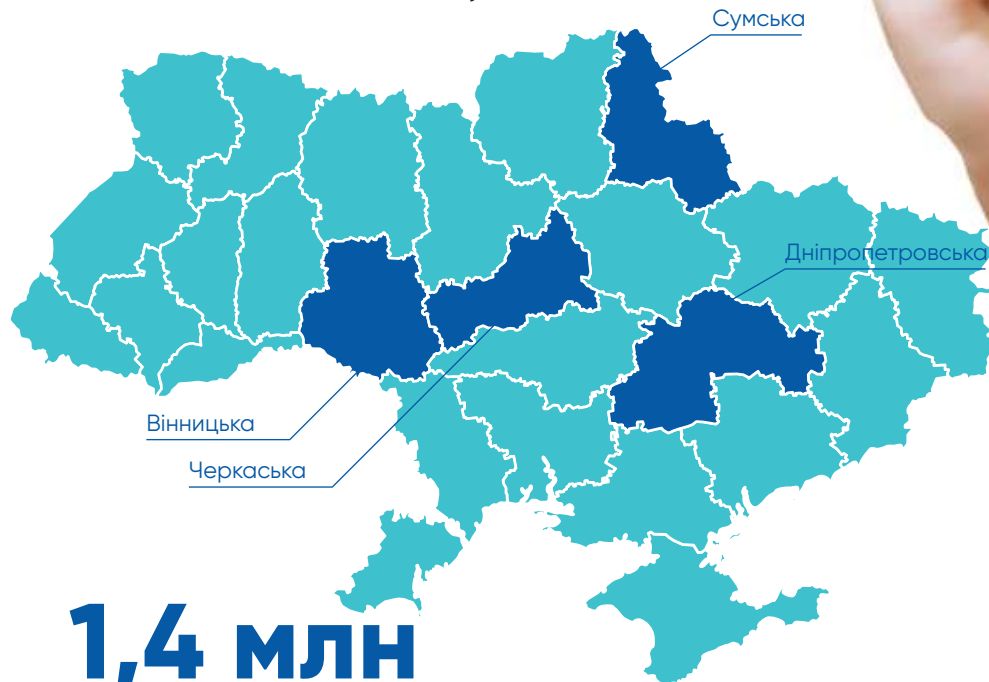 Сумська
Дніпропетровська
Вінницька
Черкаська
1,4 млн